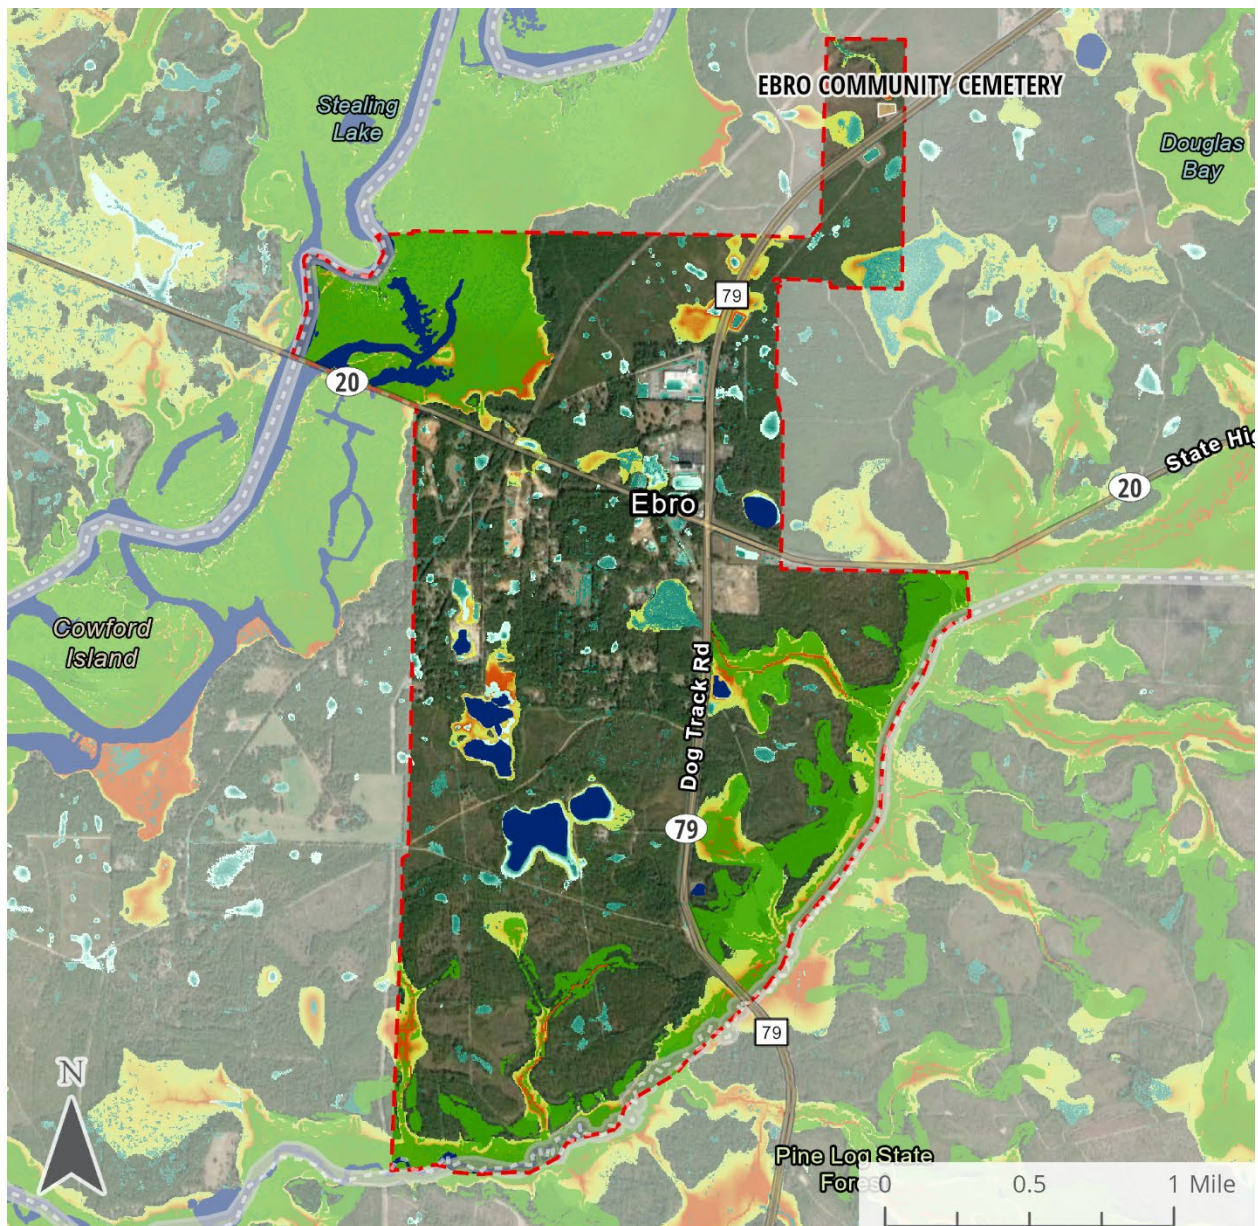 EBRO COMMUNITY CEMETERY
Stealing
Lake
Douglas
Bay
79
20
State Hig
20
Ebro
Cowford
Island
Dog Track Rd
79
79
N
Pine Log State
Fores
0 0.5 1 Mile